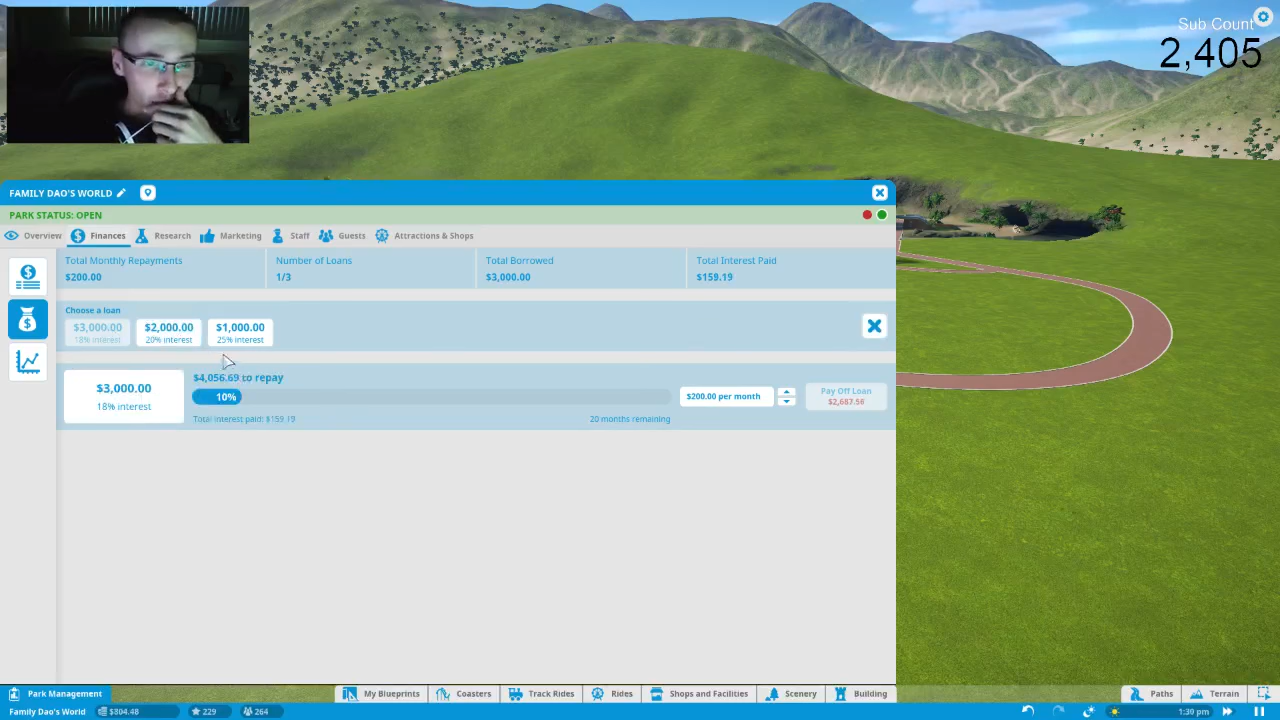 Sub Count
2,405
FAMILY DAO'S WORLD
PARK STATUS: OPEN
Overview Finances Research Marketing Staff Guests Attractions & Shops
Total Monthly Repayments Number of Loans Total Borrowed Total Interest Paid
$200.00 1/3 $3,000.00 $159.19
Choose a loan
$3,000.00 $2,000.00 $1,000.00
18% interest 20% interest 25% interest
$4,056.69 to repay
$3,000.00
18% interest
10%
$200.00 per month
Pay Off Loan
$2,687.56
Total interest paid: $159.19 20 months remaining
Park Management My Blueprints Coasters Track Rides Rides Shops and Facilities Scenery Building Paths Terrain
Family Dao's World $304.48 229 264 1:30 pm